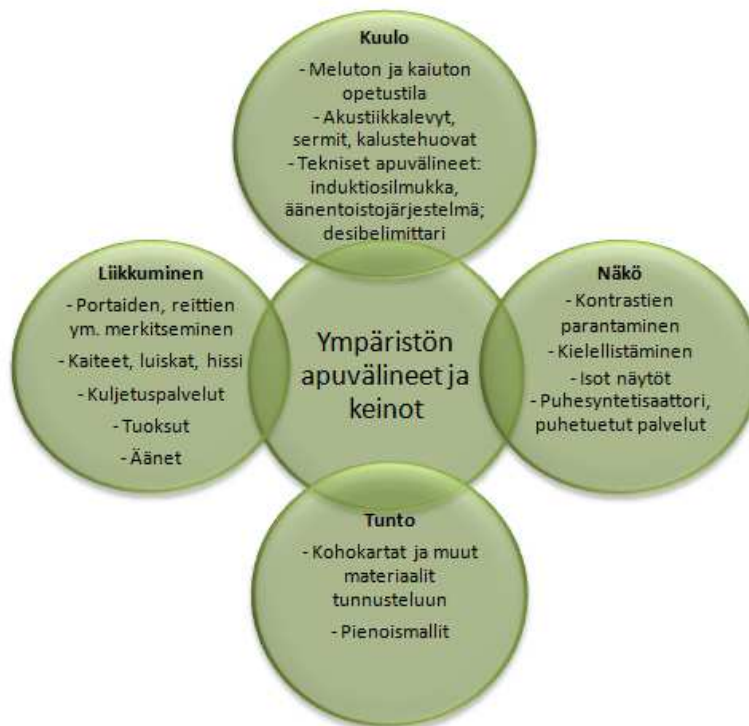 Kuulo
- Meluton ja kaiuton
opetustila
- Akustiikkalevyt,
sermit, kalustehuovat
- Tekniset apuvälineet:
induktiosilmukka,
äänentoistojärjestelmä;
desibelimittari
Liikkuminen
- Portaiden, reittien
ym. merkitseminen
- Kaiteet, luiskat, hissi
- Kuljetuspalvelut
- Tuoksut
- Äänet
Ympäristön
apuvälineet ja
keinot
Näkö
- Kontrastien
parantaminen
- Kielellistäminen
- Isot näytöt
- Puhesyntetisaattori,
puhetuetut palvelut
Tunto
- Kohokartat ja muut
materiaalit
tunnusteluun
- Pienoismallit